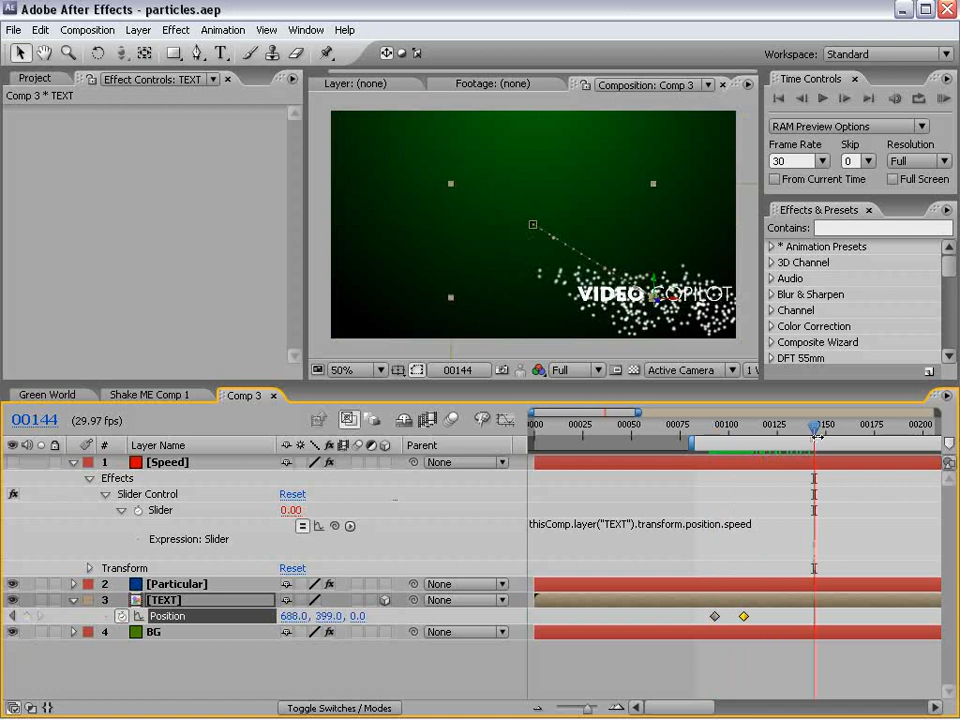 Adobe After Effects - particles.aep
File Edit Composition Layer Effect Animation View Window Help
Workspace: Standard
Project Effect Controls: TEXT
Comp 3 * TEXT
Layer: (none) Footage: (none) Composition: Comp 3
VIDEO COPILOT
50% 00144 Full Active Camera 1 V
Time Controls
RAM Preview Options
Frame Rate Skip Resolution
30 0 Full
From Current Time Full Screen
Effects & Presets
Contains:
* Animation Presets
3D Channel
Audio
Blur & Sharpen
Channel
Color Correction
Composite Wizard
DFT 55mm
Green World Shake ME Comp 1 Comp 3
00144 (29.97 fps)
0000 00025 00050 00075 00100 00125 00150 00175 00200
# Layer Name Parent
1 [Speed] None
Effects
Slider Control Reset
Slider 0.00
Expression: Slider thisComp.layer("TEXT").transform.position.speed
Transform Reset
2 [Particular] None
3 [TEXT] None
Position 688.0, 399.0, 0.0
4 BG None
Toggle Switches / Modes